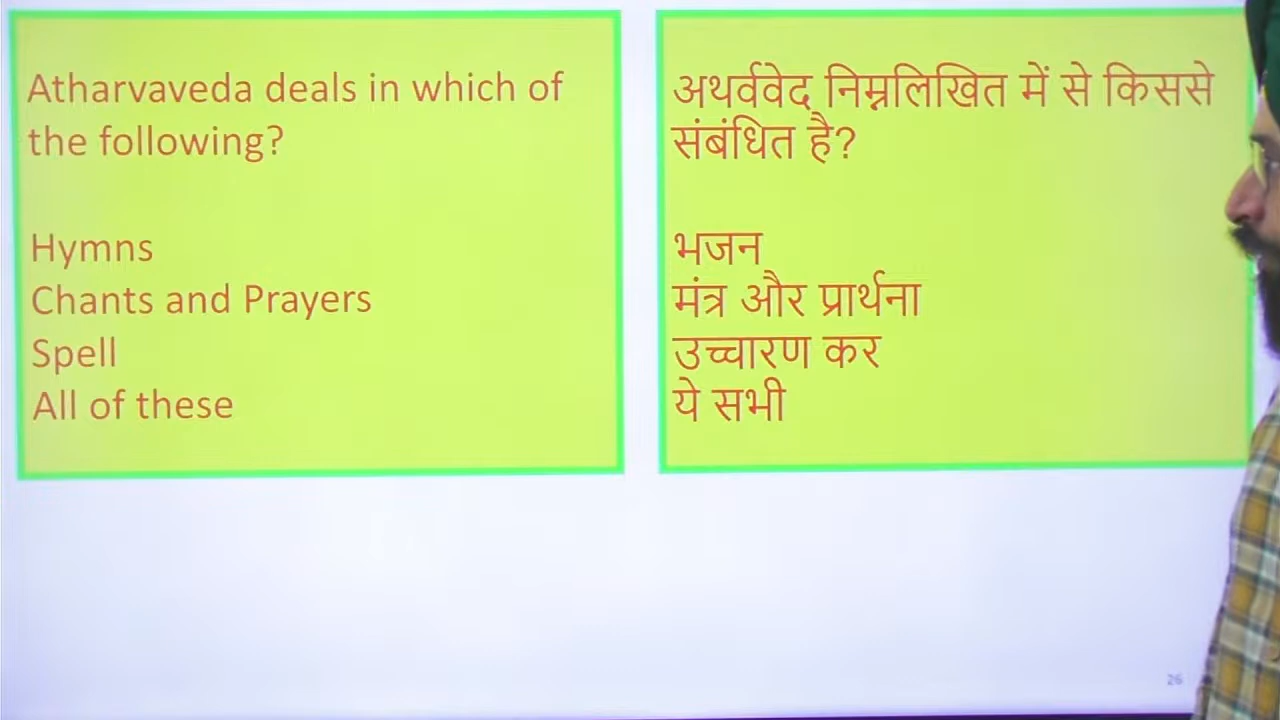 Atharvaveda deals in which of
the following?
Hymns
Chants and Prayers
Spell
All of these
अथर्ववेद निम्नलिखित में से किससे
संबंधित है?
भजन
मंत्र और प्रार्थना
उच्चारण कर
ये सभी
26